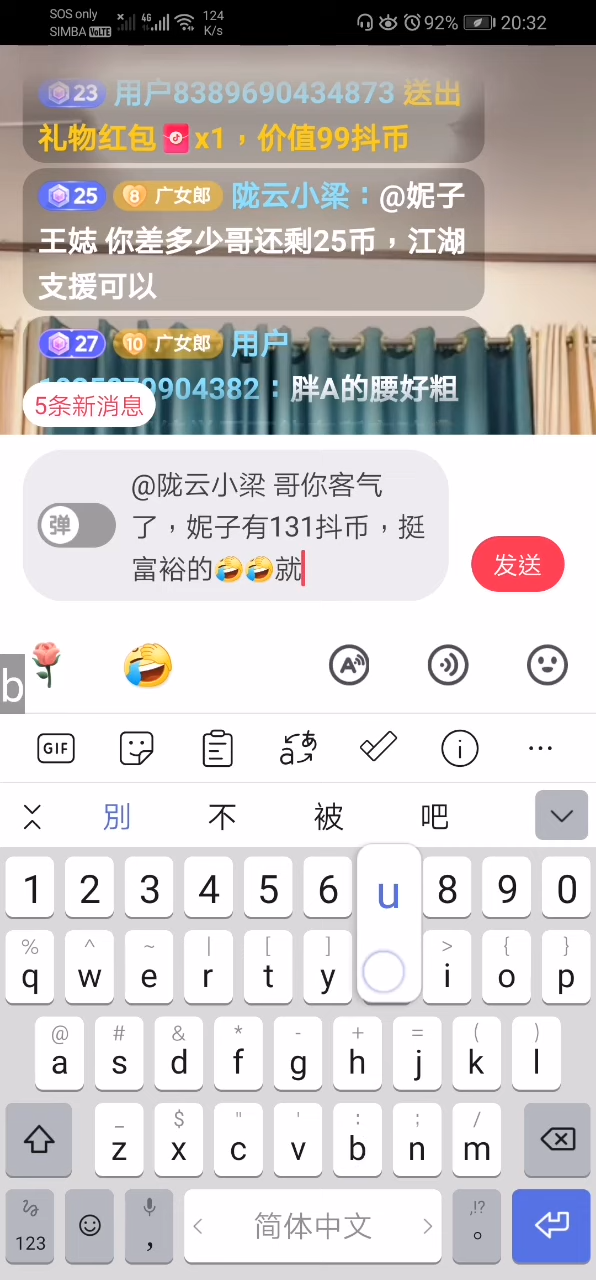 SOS only
4G
124
92%
20:32
SIMBA VoLTE
K/s
23 用户8389690434873 送出
礼物红包 x1，价值99抖币
25 8 广女郎 陇云小梁：@妮子
王娡 你差多少哥还剩25币，江湖
支援可以
27 10 广女郎 用户
904382：胖A的腰好粗
5条新消息
弹
@陇云小梁 哥你客气
了，妮子有131抖币，挺
富裕的🤣🤣就
发送
b
GIF
別 不 被 吧
1 2 3 4 5 6 u 8 9 0
% ^ ~ | [ ] > { }
q w e r t y i o p
@ # & * - + = ( )
a s d f g h j k l
_ $ " ' : ; /
z x c v b n m
123 , 简体中文 ,!? 。